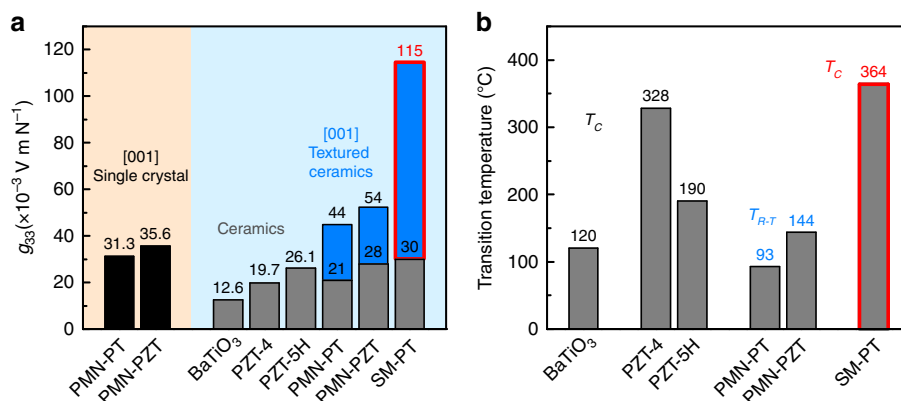 a
g33(×10−3 V m N−1)
120
100
80
60
40
20
0
[001]
Single crystal
31.3
35.6
Ceramics
[001]
Textured
ceramics
12.6
19.7
26.1
44
21
54
28
115
30
PMN-PT
PMN-PZT
BaTiO3
PZT-4
PZT-5H
PMN-PT
PMN-PZT
SM-PT
b
Transition temperature (°C)
400
300
200
100
0
TC
120
328
190
TR-T
93
144
TC
364
BaTiO3
PZT-4
PZT-5H
PMN-PT
PMN-PZT
SM-PT